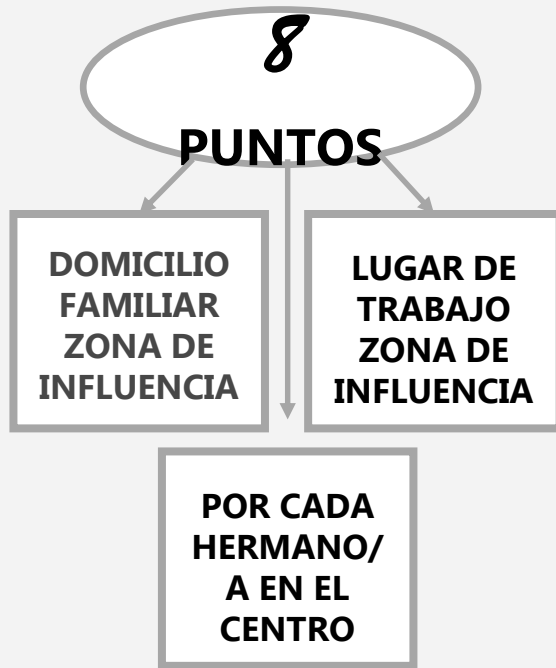 8
PUNTOS
DOMICILIO
FAMILIAR
ZONA DE
INFLUENCIA
LUGAR DE
TRABAJO
ZONA DE
INFLUENCIA
POR CADA
HERMANO/
A EN EL
CENTRO